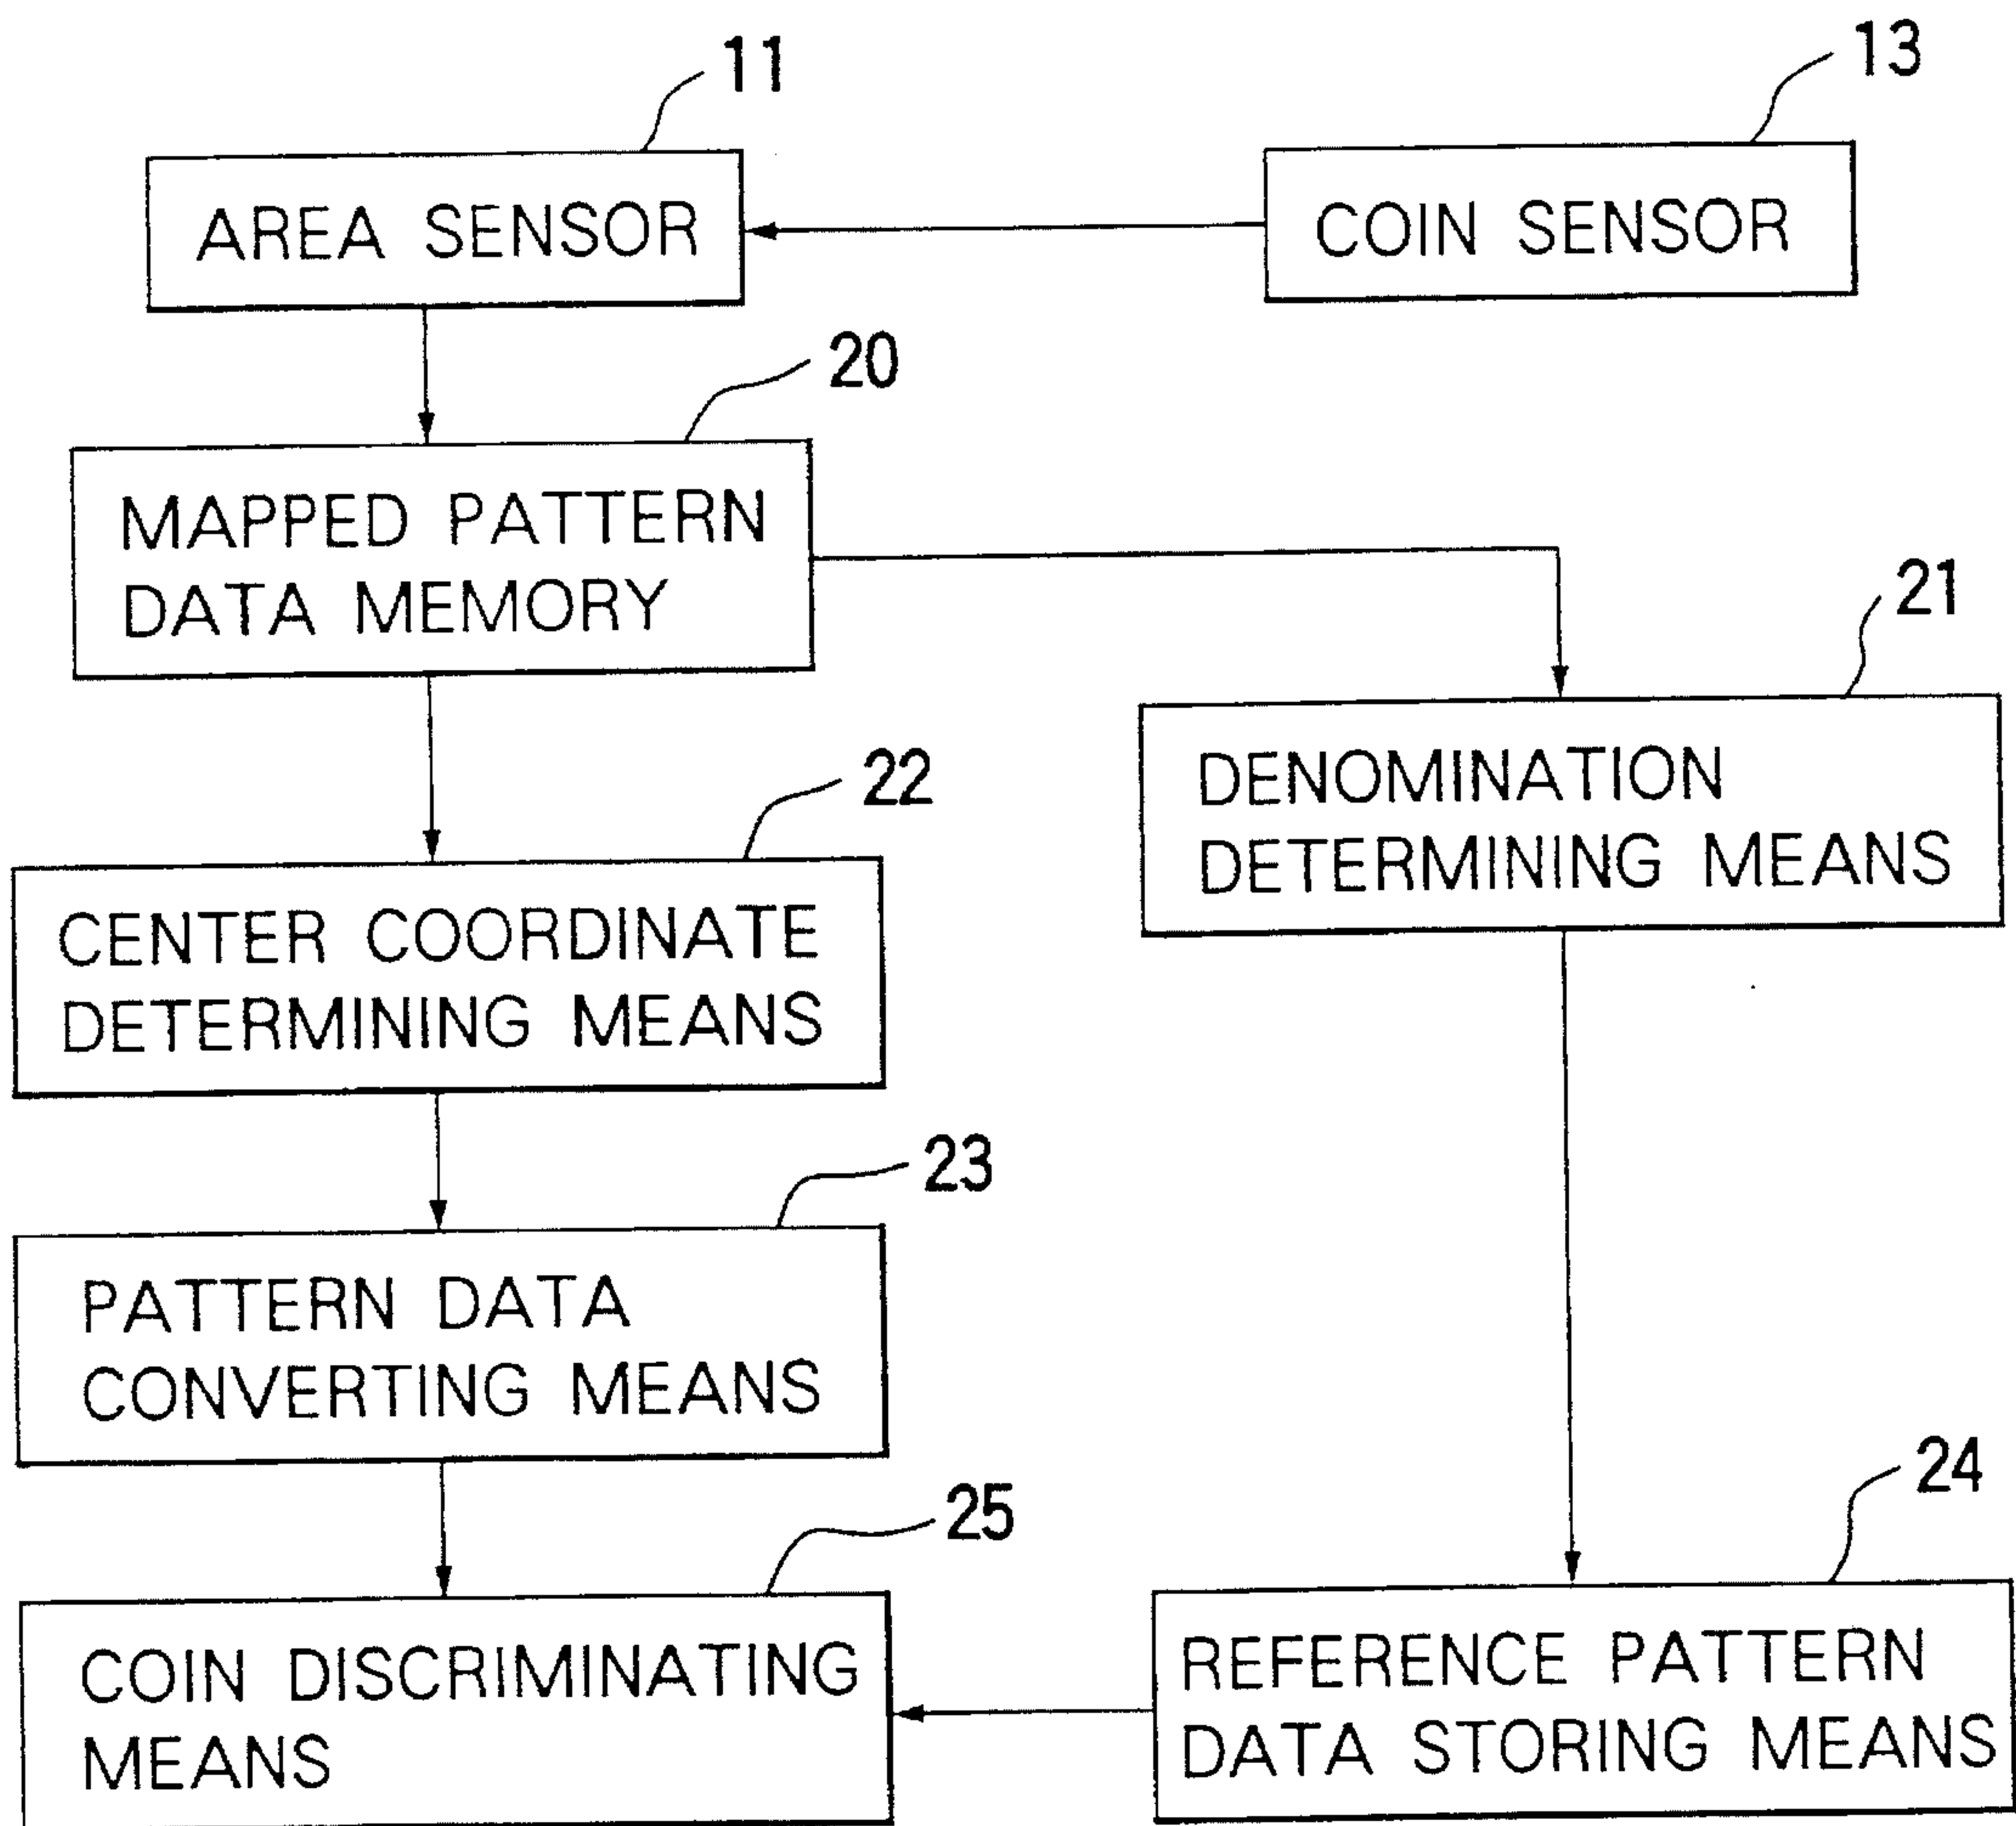 11
13
AREA SENSOR
COIN SENSOR
20
MAPPED PATTERN
DATA MEMORY
21
22
DENOMINATION
DETERMINING MEANS
CENTER COORDINATE
DETERMINING MEANS
23
PATTERN DATA
CONVERTING MEANS
24
25
COIN DISCRIMINATING
MEANS
REFERENCE PATTERN
DATA STORING MEANS